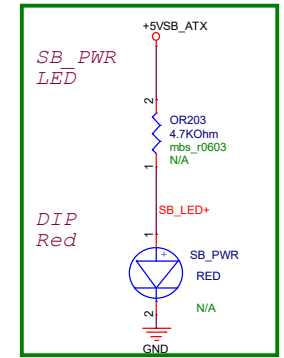 +5VSB_ATX
SB_PWR
LED
2
OR203
4.7KOhm
mbs_r0603
N/A
1
SB_LED+
DIP
Red
1
+
SB_PWR
RED
N/A
2
GND